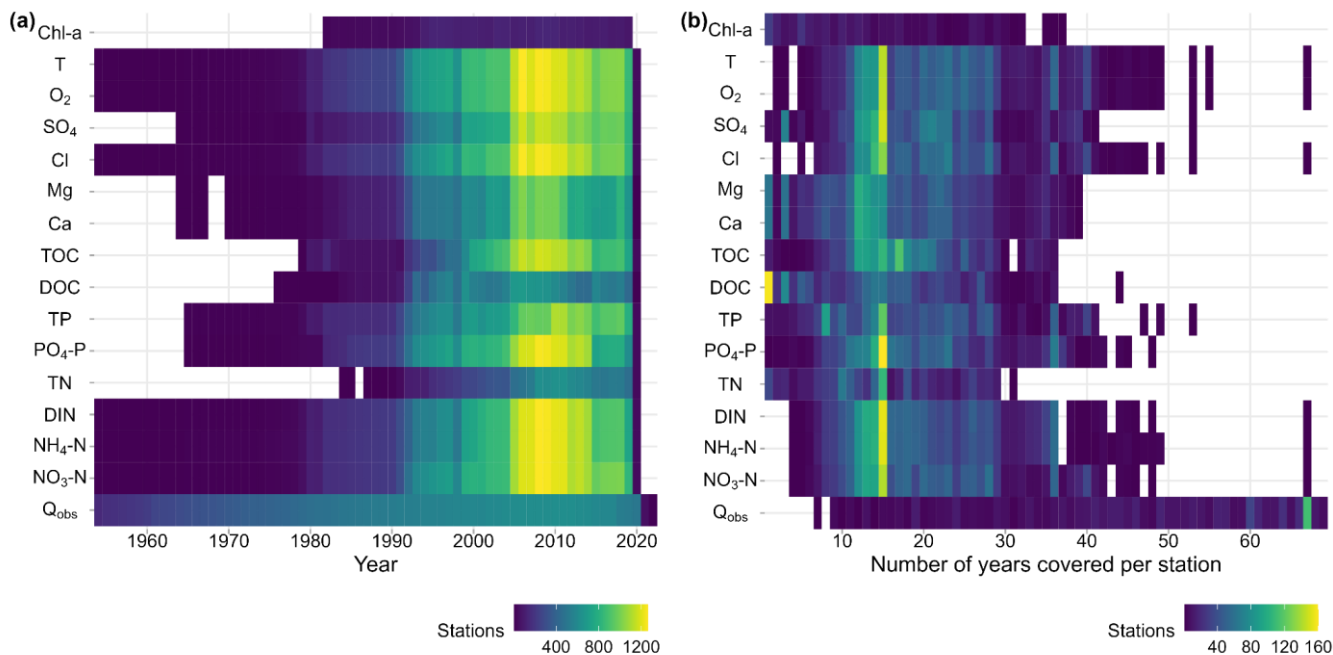 (a)
Chl-a
T
O₂
SO₄
Cl
Mg
Ca
TOC
DOC
TP
PO₄-P
TN
DIN
NH₄-N
NO₃-N
Qobs
1960 1970 1980 1990 2000 2010 2020
Year
Stations
400 800 1200
(b)
Chl-a
T
O₂
SO₄
Cl
Mg
Ca
TOC
DOC
TP
PO₄-P
TN
DIN
NH₄-N
NO₃-N
Qobs
10 20 30 40 50 60
Number of years covered per station
Stations
40 80 120 160